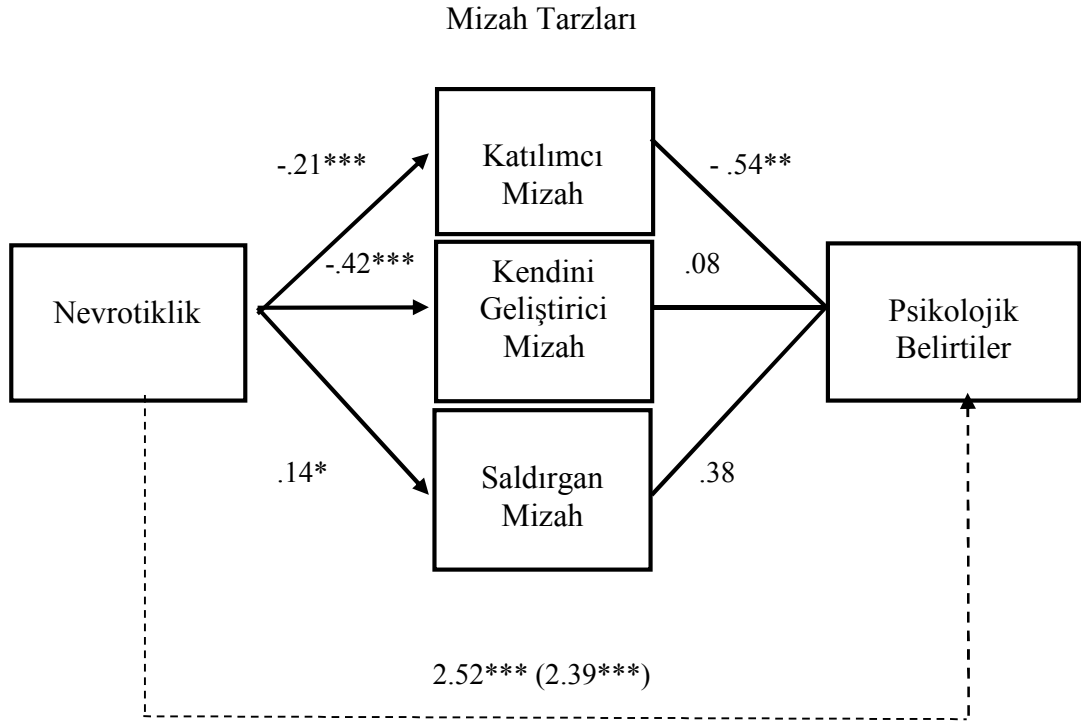 Mizah Tarzları
-.21***
Katılımcı
Mizah
- .54**
Nevrotiklik
-.42***
Kendini
Geliştirici
Mizah
.08
Psikolojik
Belirtiler
.14*
Saldırgan
Mizah
.38
2.52*** (2.39***)